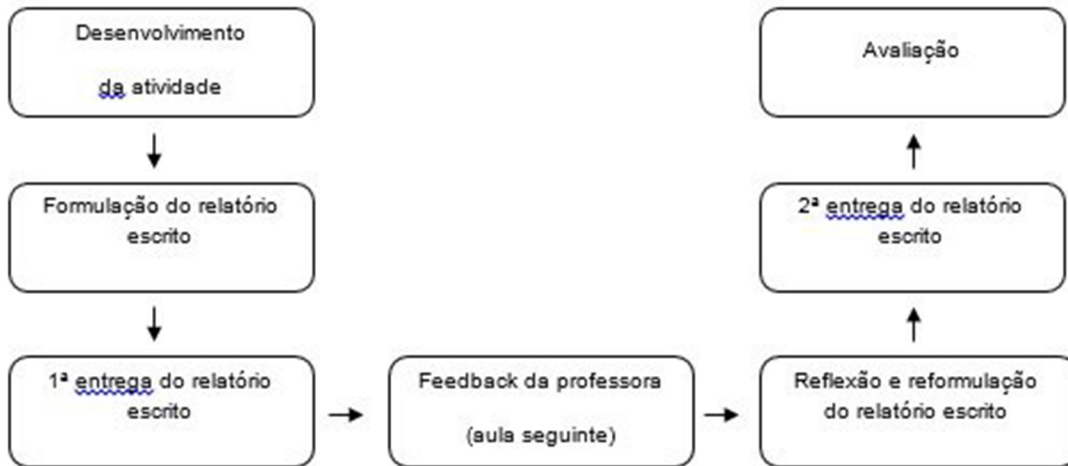 Desenvolvimento
da atividade
Formulação do relatório
escrito
1ª entrega do relatório
escrito
Feedback da professora
(aula seguinte)
Reflexão e reformulação
do relatório escrito
2ª entrega do relatório
escrito
Avaliação